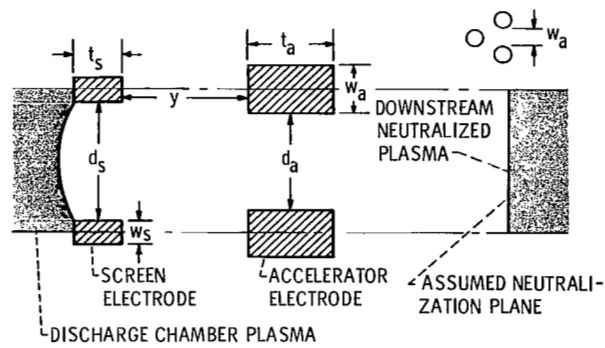 t_s
t_a
w_a
y
w_a
DOWNSTREAM
NEUTRALIZED
PLASMA
d_s
d_a
w_s
SCREEN
ELECTRODE
ACCELERATOR
ELECTRODE
ASSUMED NEUTRALI-
ZATION PLANE
DISCHARGE CHAMBER PLASMA